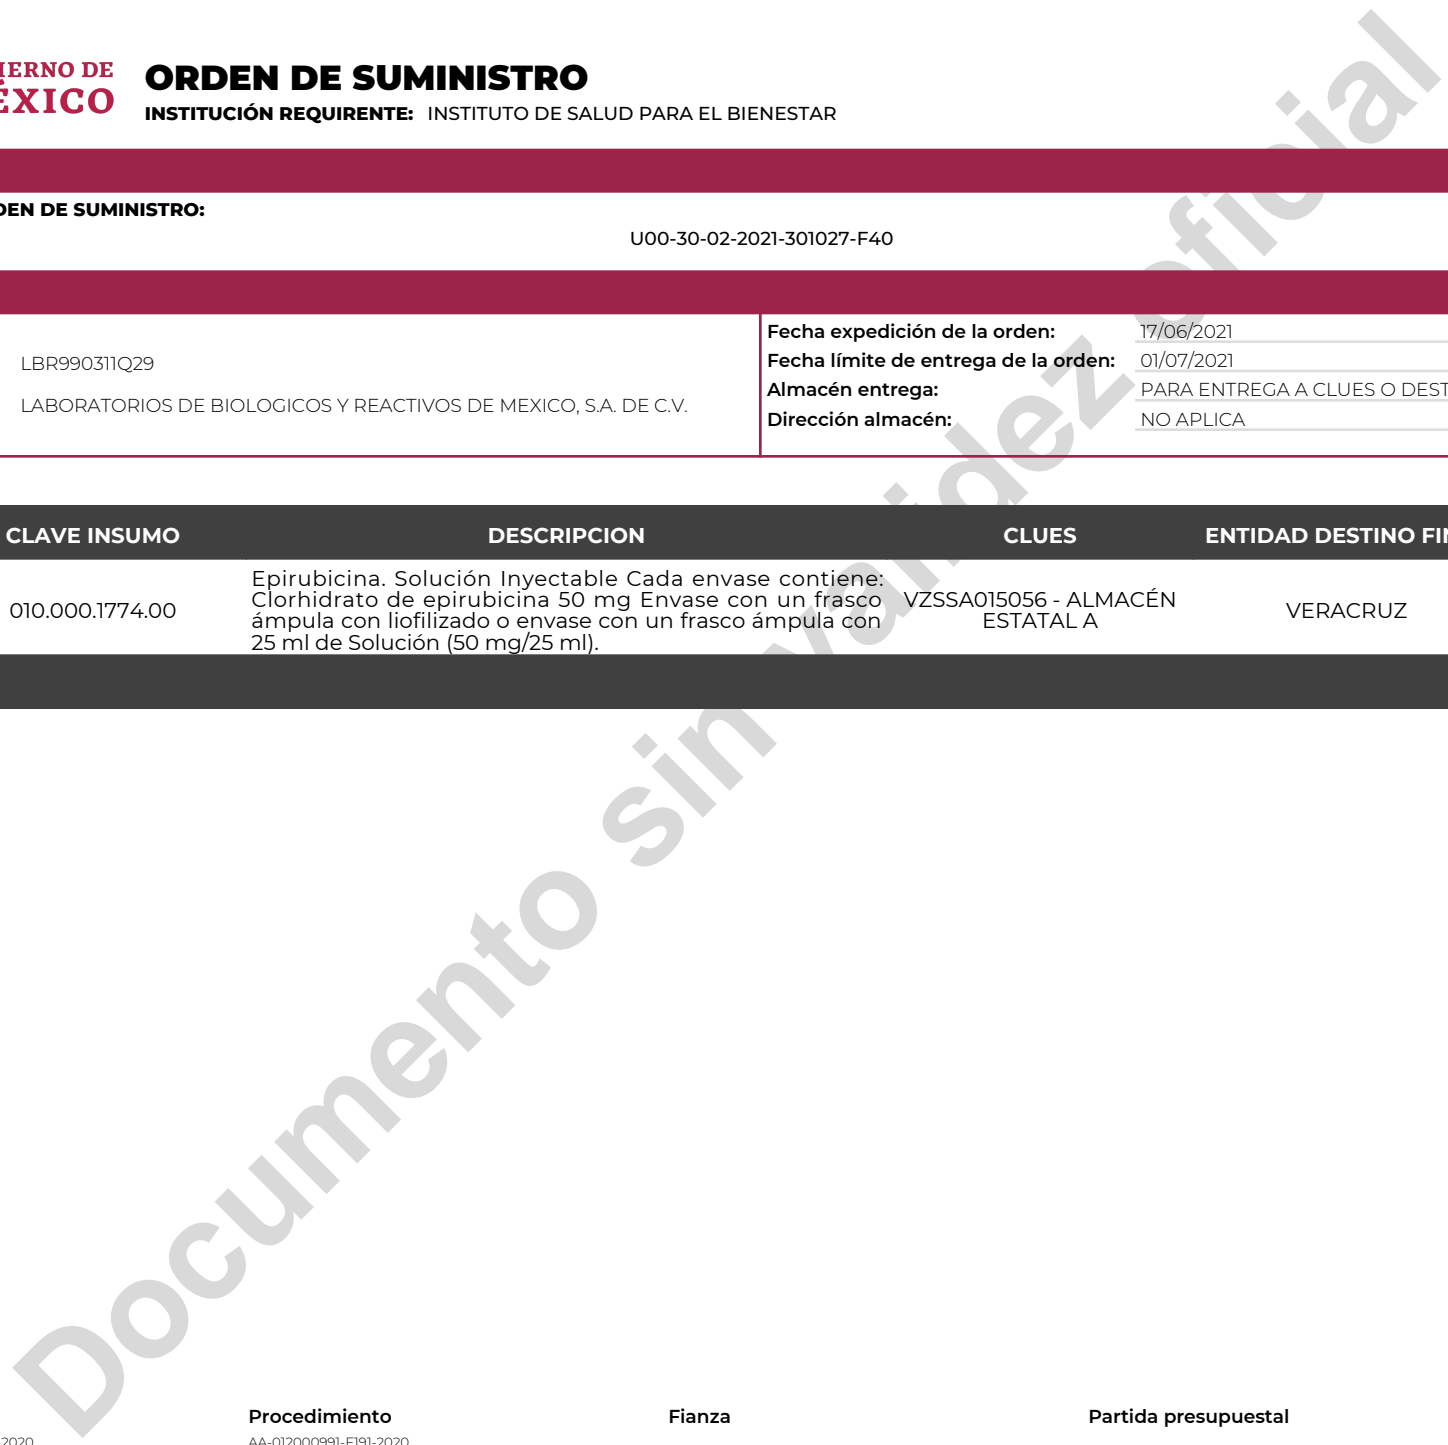 IERNO DE
ÉXICO
ORDEN DE SUMINISTRO
INSTITUCIÓN REQUIRENTE: INSTITUTO DE SALUD PARA EL BIENESTAR
DEN DE SUMINISTRO:
U00-30-02-2021-301027-F40
LBR990311Q29
LABORATORIOS DE BIOLOGICOS Y REACTIVOS DE MEXICO, S.A. DE C.V.
Fecha expedición de la orden: 17/06/2021
Fecha límite de entrega de la orden: 01/07/2021
Almacén entrega: PARA ENTREGA A CLUES O DEST
Dirección almacén: NO APLICA
CLAVE INSUMO DESCRIPCION CLUES ENTIDAD DESTINO FIN
010.000.1774.00
Epirubicina. Solución Inyectable Cada envase contiene:
Clorhidrato de epirubicina 50 mg Envase con un frasco
ámpula con liofilizado o envase con un frasco ámpula con
25 ml de Solución (50 mg/25 ml).
VZSSA015056 - ALMACÉN
ESTATAL A
VERACRUZ
Documento sin validez oficial
Procedimiento Fianza Partida presupuestal
-2020 AA-012000991-E191-2020